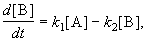 d[B]/dt = k₁[A] − k₂[B],